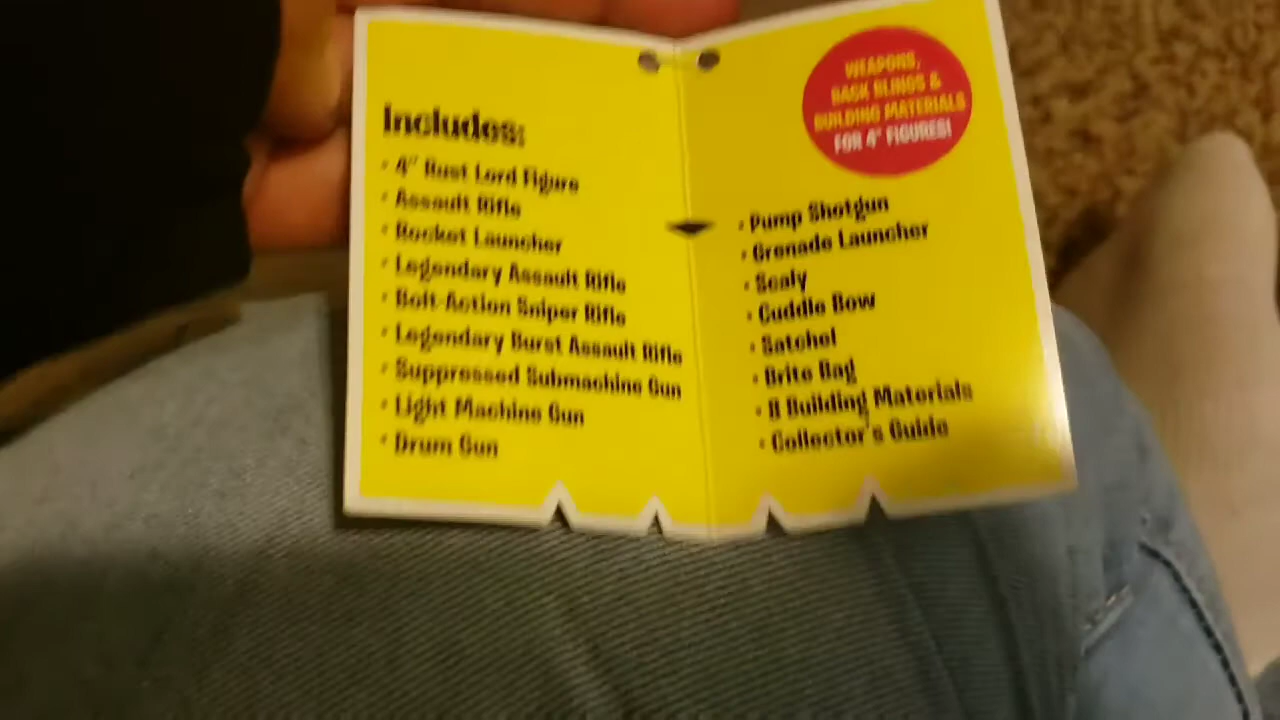 Includes:
· 4" Rust Lord Figure
· Assault Rifle
· Rocket Launcher
· Legendary Assault Rifle
· Bolt-Action Sniper Rifle
· Legendary Burst Assault Rifle
· Suppressed Submachine Gun
· Light Machine Gun
· Drum Gun
WEAPONS,
BACK BLINGS &
BUILDING MATERIALS
FOR 4" FIGURES!
· Pump Shotgun
· Grenade Launcher
· Scaly
· Cuddle Bow
· Satchel
· Brite Bag
· 8 Building Materials
· Collector's Guide